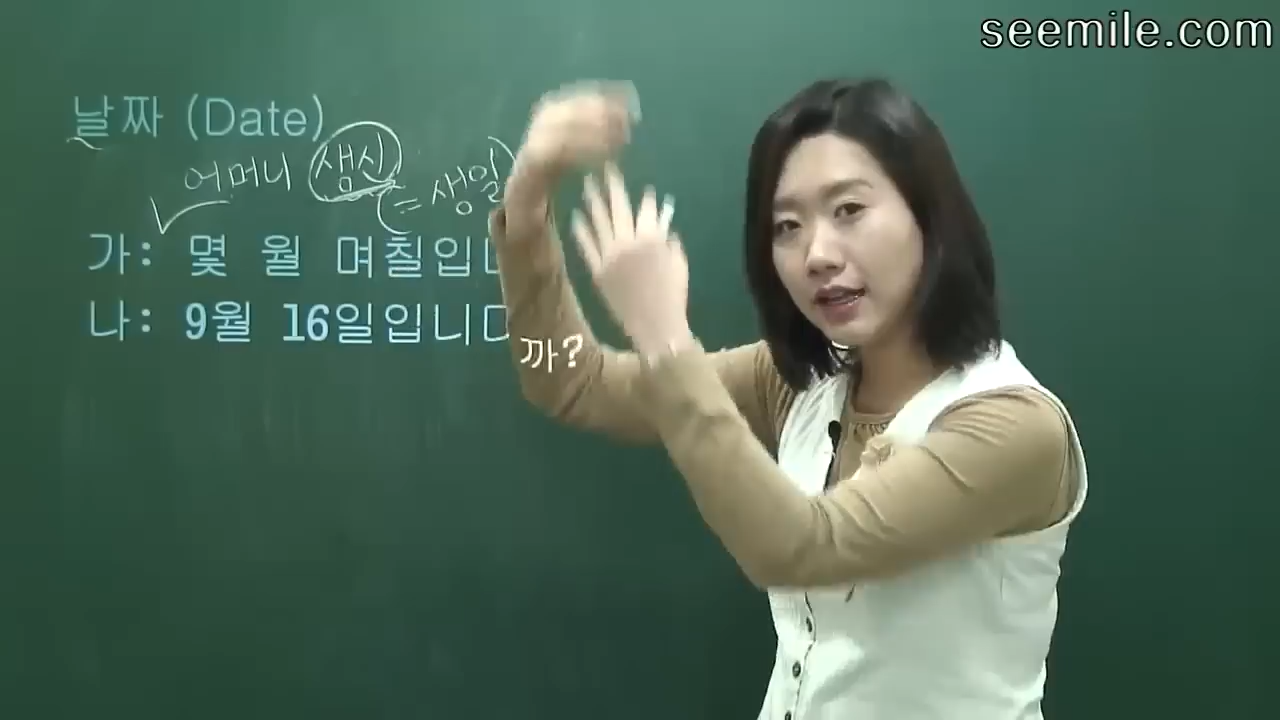 seemile.com
날짜 (Date)
어머니 샘신 = 생일
가: 몇 월 며칠입니까?
나: 9월 16일입니다